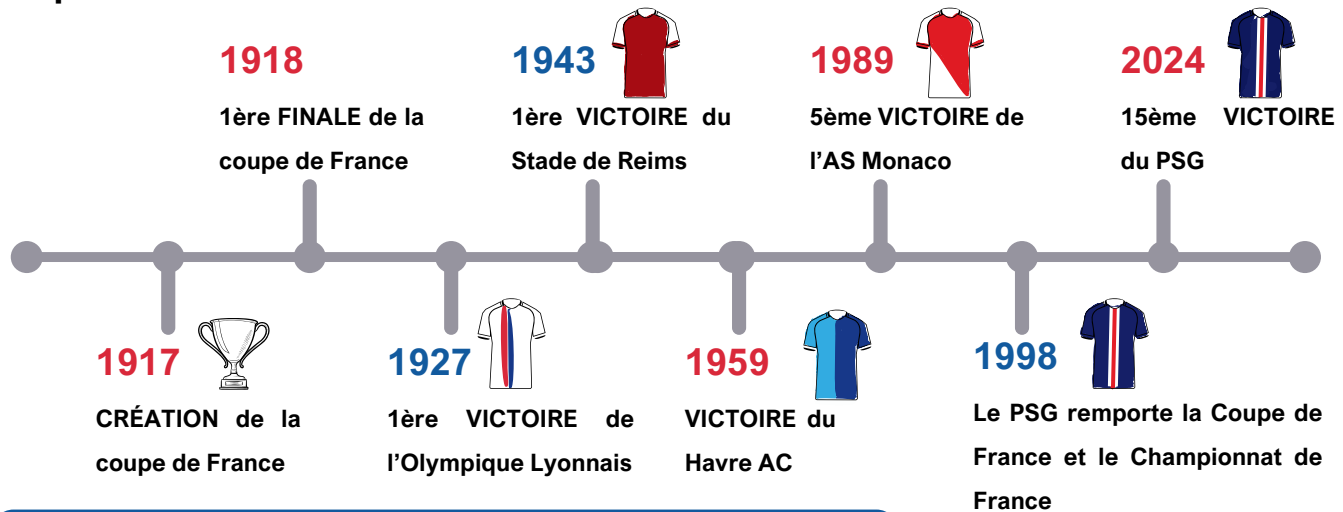 1918
1ère FINALE de la
coupe de France
1943
1ère VICTOIRE du
Stade de Reims
1989
5ème VICTOIRE de
l’AS Monaco
2024
15ème VICTOIRE
du PSG
1917
CRÉATION de la
coupe de France
1927
1ère VICTOIRE de
l’Olympique Lyonnais
1959
VICTOIRE du
Havre AC
1998
Le PSG remporte la Coupe de
France et le Championnat de
France